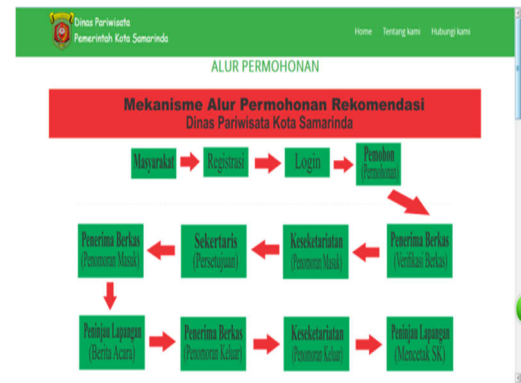 Dinas Pariwisata
Pemerintah Kota Samarinda
Home Tentang kami Hubungi kami
ALUR PERMOHONAN
Mekanisme Alur Permohonan Rekomendasi
Dinas Pariwisata Kota Samarinda
Masyarakat
Registrasi
Login
Pemohon
(Permohonan)
Penerima Berkas
(Verifikasi Berkas)
Keseketariatan
(Penomoran Masuk)
Sekertaris
(Persetujuan)
Penerima Berkas
(Penomoran Masuk)
Peninjau Lapangan
(Berita Acara)
Penerima Berkas
(Penomoran Keluar)
Keseketariatan
(Penomoran Keluar)
Peninjau Lapangan
(Mencetak SK)